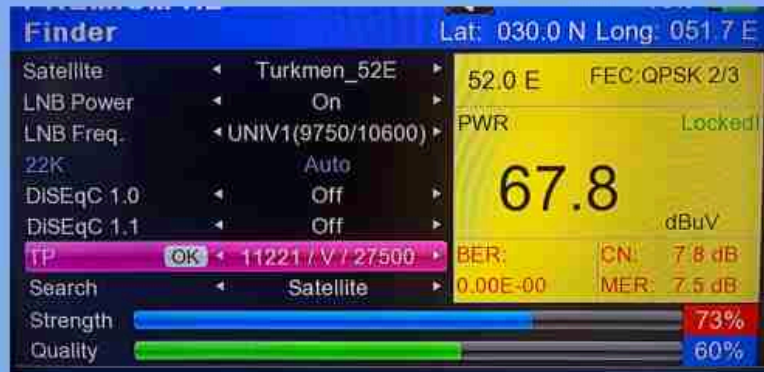 Finder
Lat: 030.0 N Long: 051.7 E
Satellite Turkmen_52E
LNB Power On
LNB Freq. UNIV1(9750/10600)
22K Auto
DiSEqC 1.0 Off
DiSEqC 1.1 Off
TP OK 11221 / V / 27500
Search Satellite
52.0 E FEC:QPSK 2/3
PWR Locked!
67.8
dBuV
BER: CN: 7.8 dB
0.00E-00 MER: 7.5 dB
Strength 73%
Quality 60%